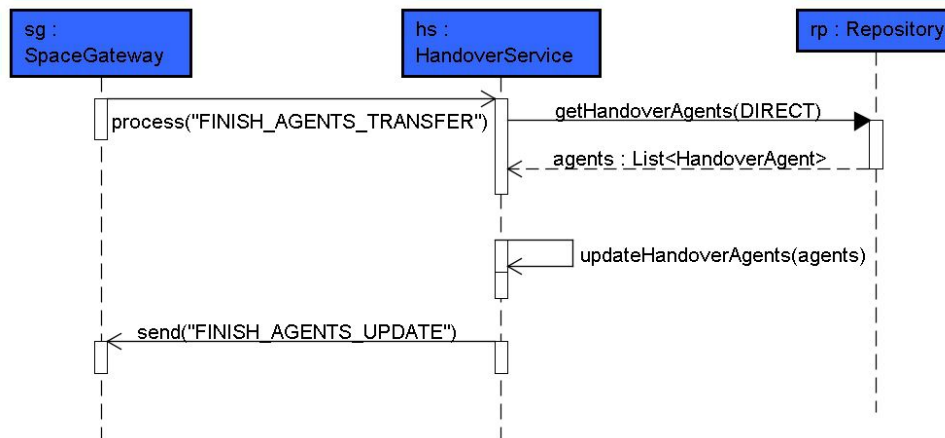 sg :
SpaceGateway
hs :
HandoverService
rp : Repository
process("FINISH_AGENTS_TRANSFER")
getHandoverAgents(DIRECT)
agents : List<HandoverAgent>
updateHandoverAgents(agents)
send("FINISH_AGENTS_UPDATE")